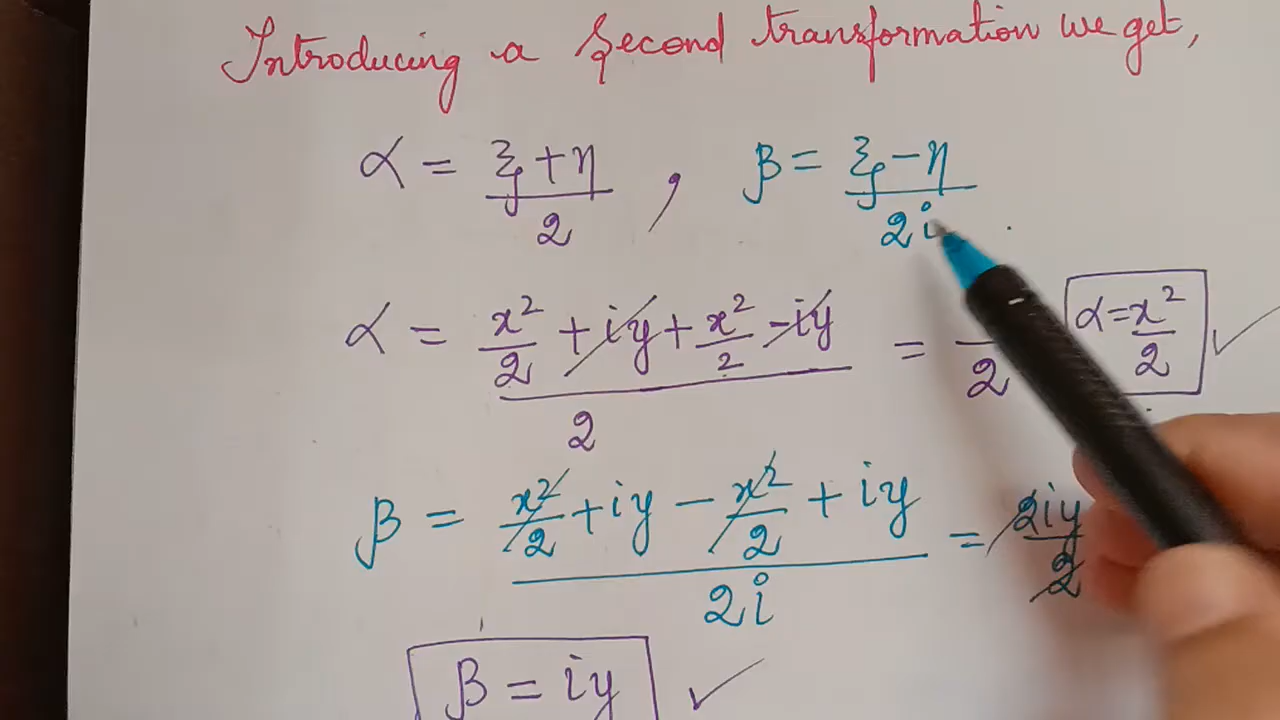 Introducing a second transformation we get,
α = (ξ + η)/2 , β = (ξ - η)/2i
α = (x²/2 + iy + x²/2 - iy)/2 = /2 α = x²/2 ✓
β = (x²/2 + iy - x²/2 + iy)/2i = 2iy/2
β = iy ✓